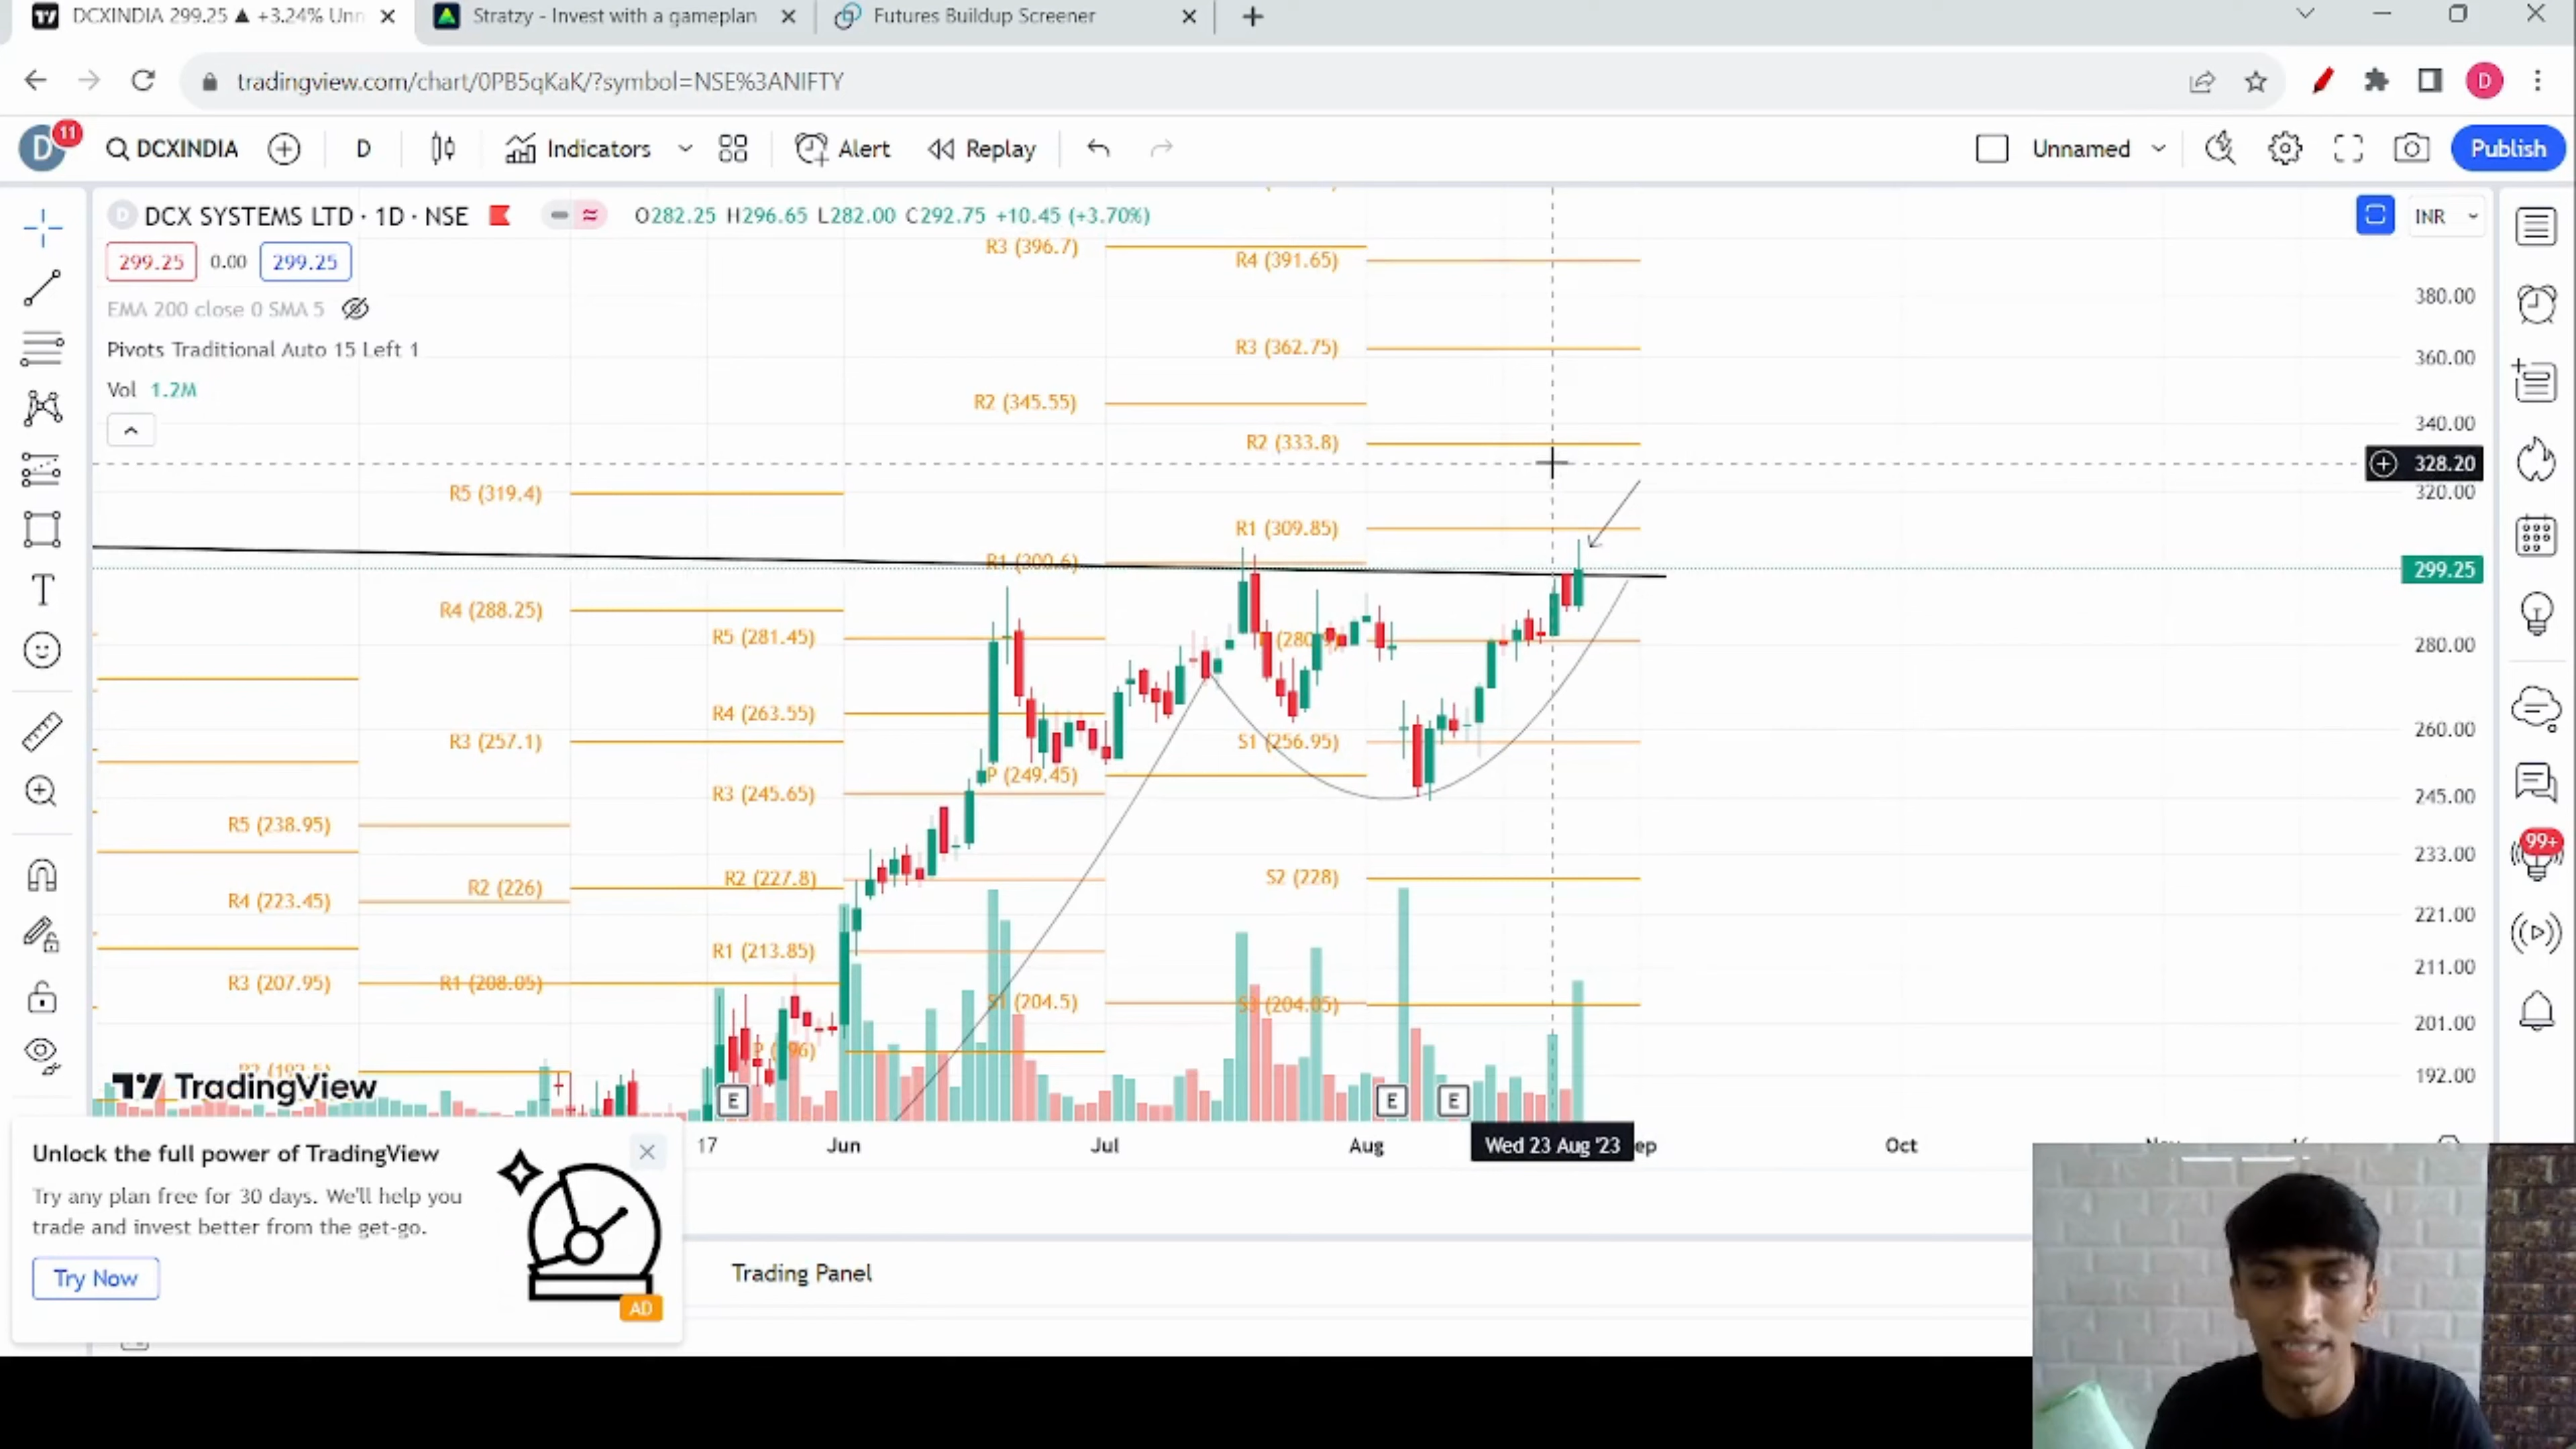 DCXINDIA 299.25 ▲ +3.24% Unn
Stratzy - Invest with a gameplan
Futures Buildup Screener
tradingview.com/chart/0PB5qKaK/?symbol=NSE%3ANIFTY
D
D 11
DCXINDIA
D
Indicators
Alert
Replay
Unnamed
Publish
D DCX SYSTEMS LTD · 1D · NSE
O282.25 H296.65 L282.00 C292.75 +10.45 (+3.70%)
INR
299.25 0.00 299.25
EMA 200 close 0 SMA 5
Pivots Traditional Auto 15 Left 1
Vol 1.2M
R3 (396.7)
R4 (391.65)
380.00
R3 (362.75)
360.00
R2 (345.55)
340.00
R2 (333.8)
328.20
R5 (319.4)
320.00
R1 (309.85)
R1 (300.6)
299.25
R4 (288.25)
R5 (281.45)
280.00
R4 (263.55)
260.00
R3 (257.1)
S1 (256.95)
P (249.45)
R3 (245.65)
245.00
R5 (238.95)
233.00
99+
R2 (227.8)
S2 (228)
R2 (226)
R4 (223.45)
221.00
R1 (213.85)
211.00
R3 (207.95)
R1 (208.05)
S1 (204.5)
S3 (204.05)
201.00
192.00
TradingView
E
E
E
17
Jun
Jul
Aug
Wed 23 Aug '23
ep
Oct
Unlock the full power of TradingView
Try any plan free for 30 days. We'll help you
trade and invest better from the get-go.
Try Now
AD
Trading Panel